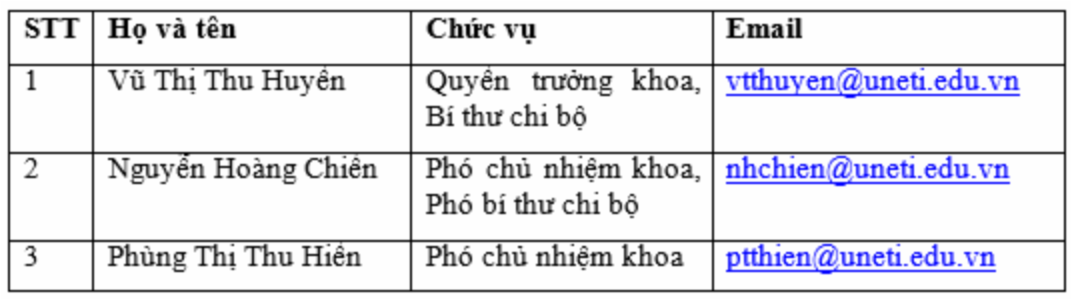 STT Họ và tên Chức vụ Email
1 Vũ Thị Thu Huyền Quyền trưởng khoa, vtthuyen@uneti.edu.vn
Bí thư chi bộ
2 Nguyễn Hoàng Chiến Phó chủ nhiệm khoa, nhchien@uneti.edu.vn
Phó bí thư chi bộ
3 Phùng Thị Thu Hiền Phó chủ nhiệm khoa ptthien@uneti.edu.vn